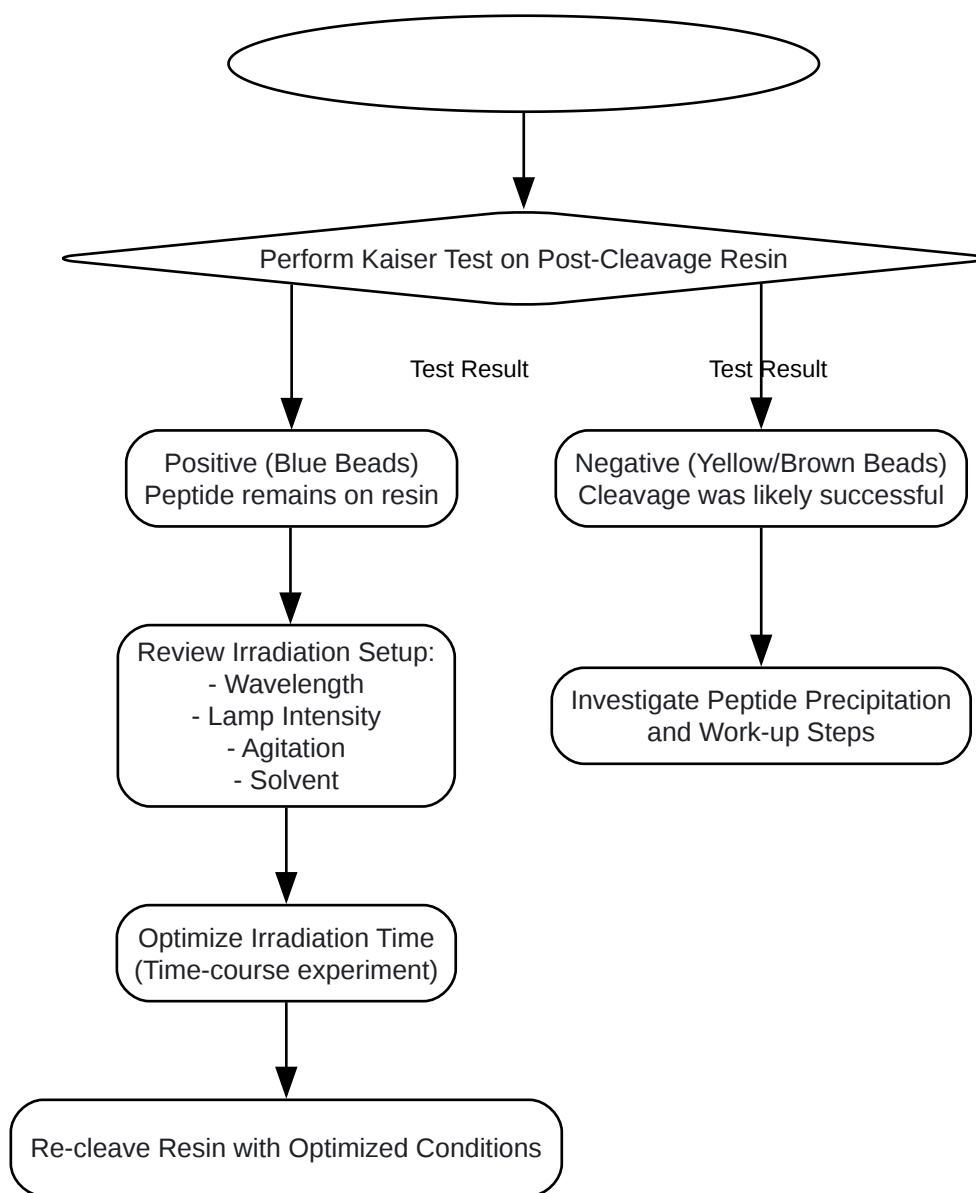 Perform Kaiser Test on Post-Cleavage Resin
Test Result
Test Result
Positive (Blue Beads)
Peptide remains on resin
Negative (Yellow/Brown Beads)
Cleavage was likely successful
Review Irradiation Setup:
- Wavelength
- Lamp Intensity
- Agitation
- Solvent
Investigate Peptide Precipitation
and Work-up Steps
Optimize Irradiation Time
(Time-course experiment)
Re-cleave Resin with Optimized Conditions